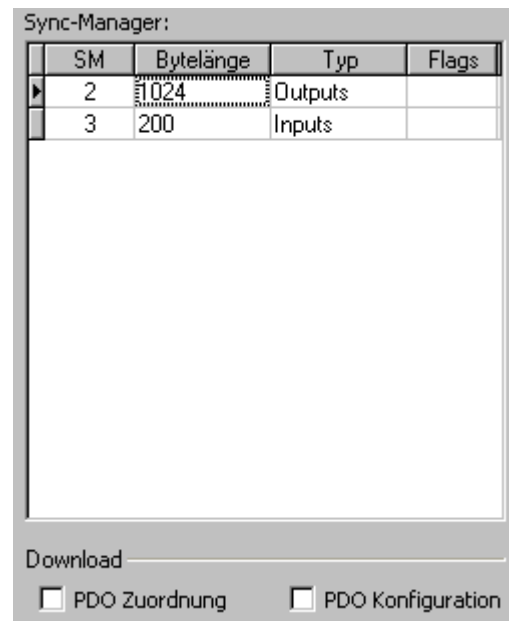 Sync-Manager:
SM Bytelänge Typ Flags
2 1024 Outputs
3 200 Inputs
Download
PDO Zuordnung PDO Konfiguration